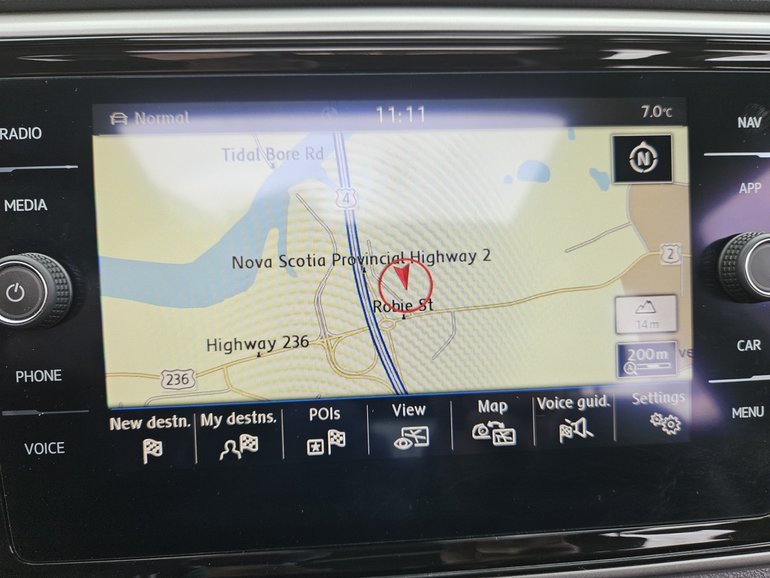 Normal 11:11 7.0°C
RADIO
NAV
Tidal Bore Rd
N
MEDIA
APP
4
Nova Scotia Provincial Highway 2
2
Robie St
14 m
Highway 236
CAR
200m
236
PHONE
New destn. My destns. POIs View Map Voice guid. Settings
MENU
VOICE